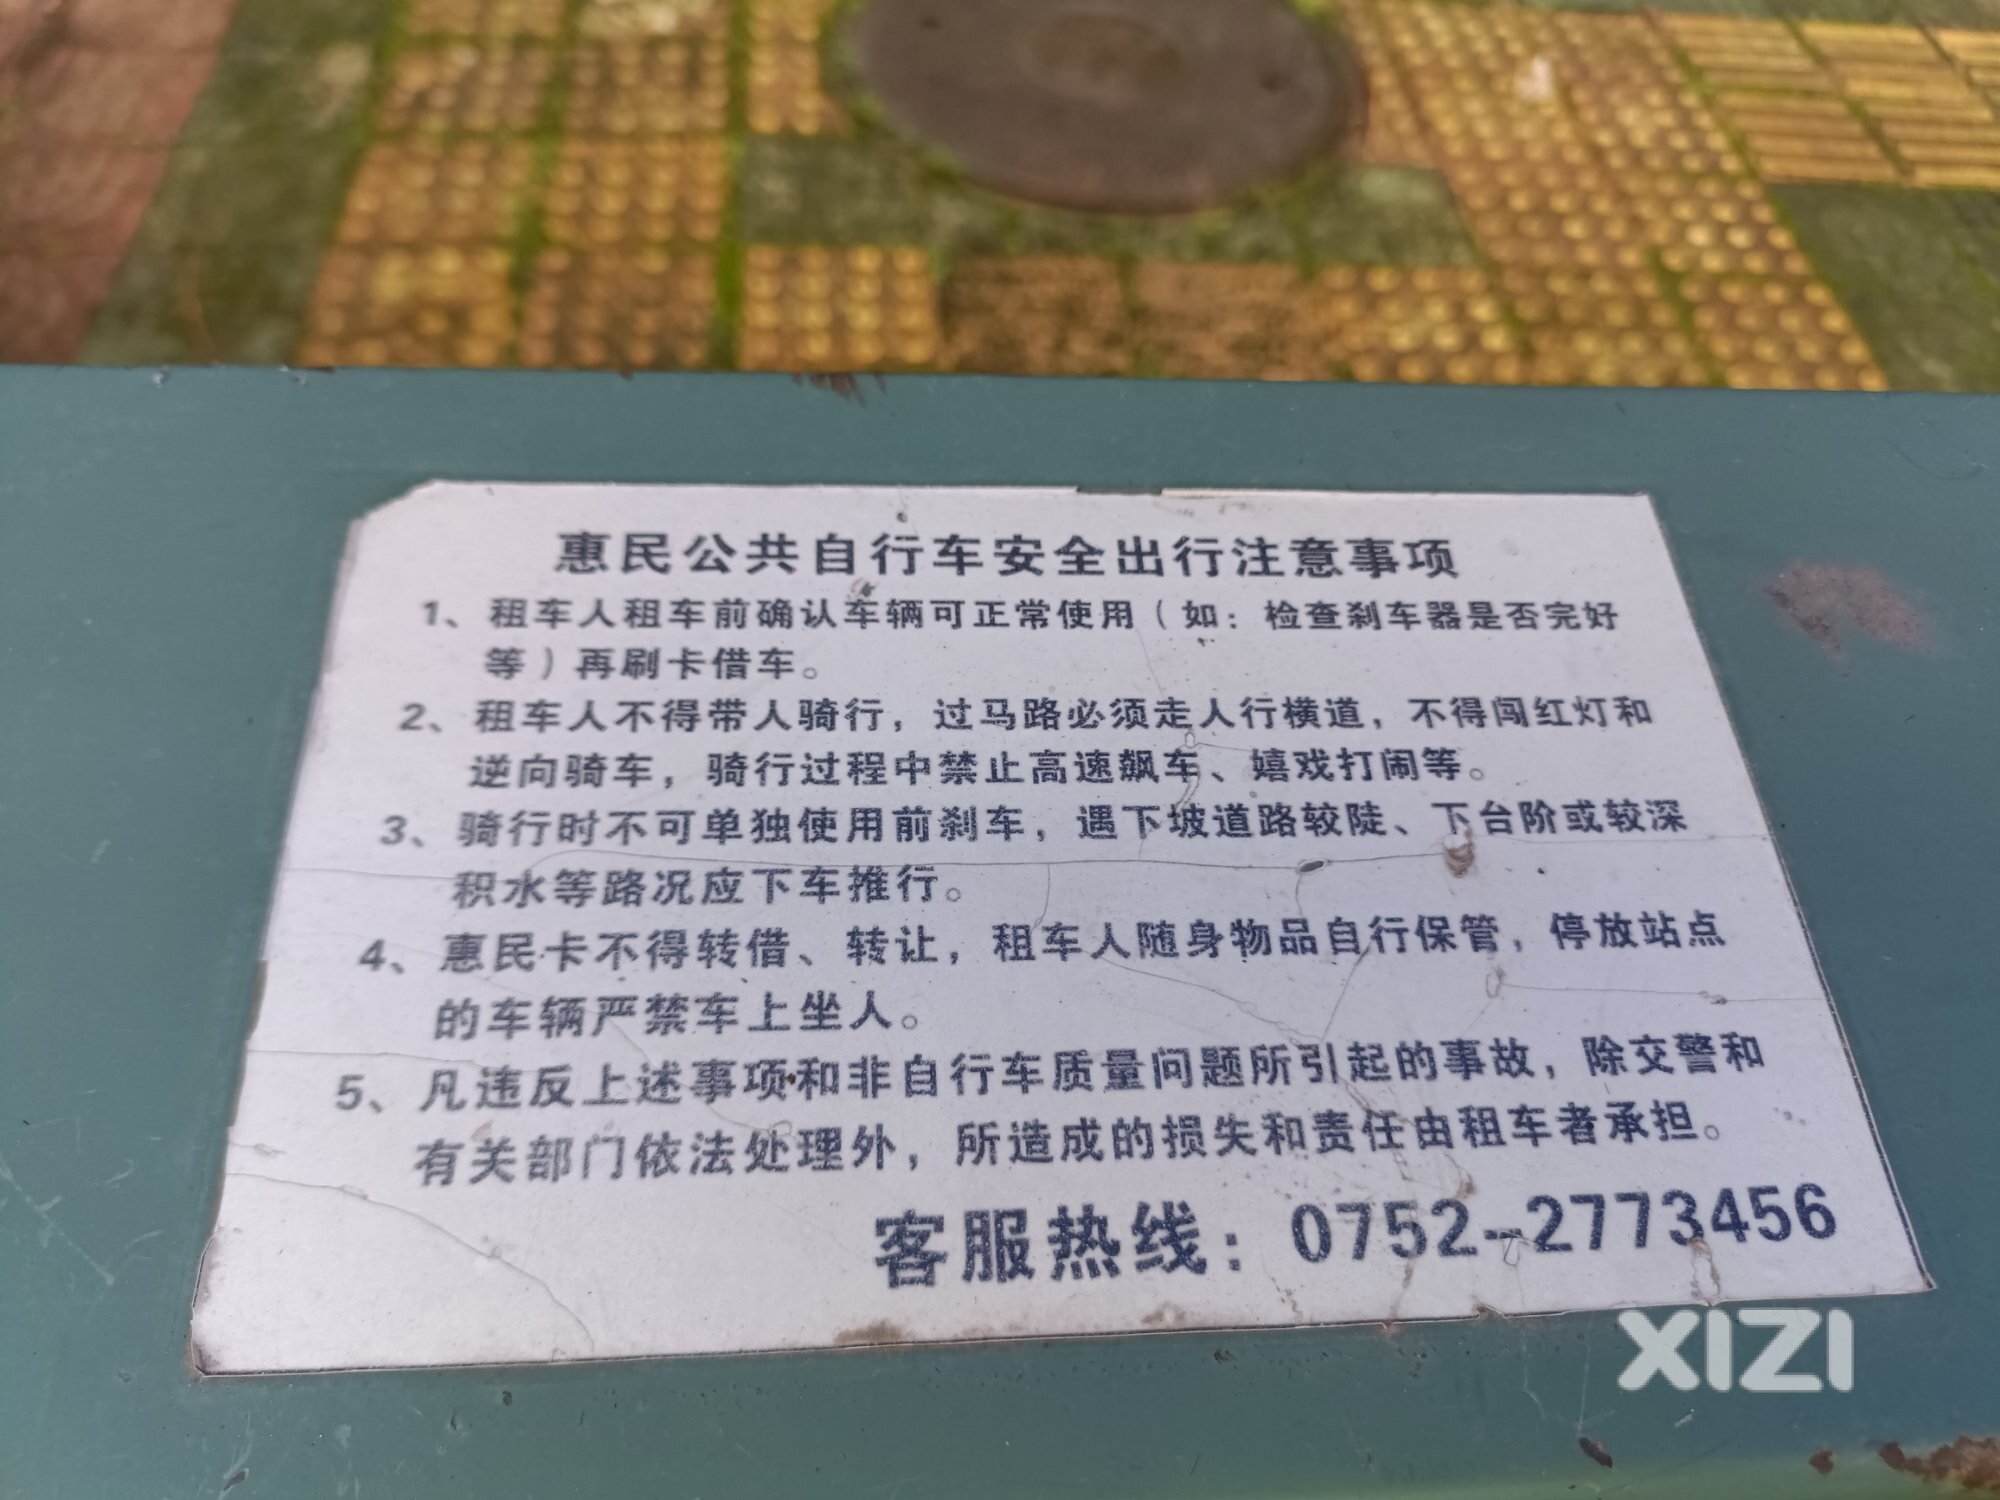 惠民公共自行车安全出行注意事项
1、租车人租车前确认车辆可正常使用（如：检查刹车器是否完好
等）再刷卡借车。
2、租车人不得带人骑行，过马路必须走人行横道，不得闯红灯和
逆向骑车，骑行过程中禁止高速飙车、嬉戏打闹等。
3、骑行时不可单独使用前刹车，遇下坡道路较陡、下台阶或较深
积水等路况应下车推行。
4、惠民卡不得转借、转让，租车人随身物品自行保管，停放站点
的车辆严禁车上坐人。
5、凡违反上述事项和非自行车质量问题所引起的事故，除交警和
有关部门依法处理外，所造成的损失和责任由租车者承担。
客服热线：0752-2773456
XIZI